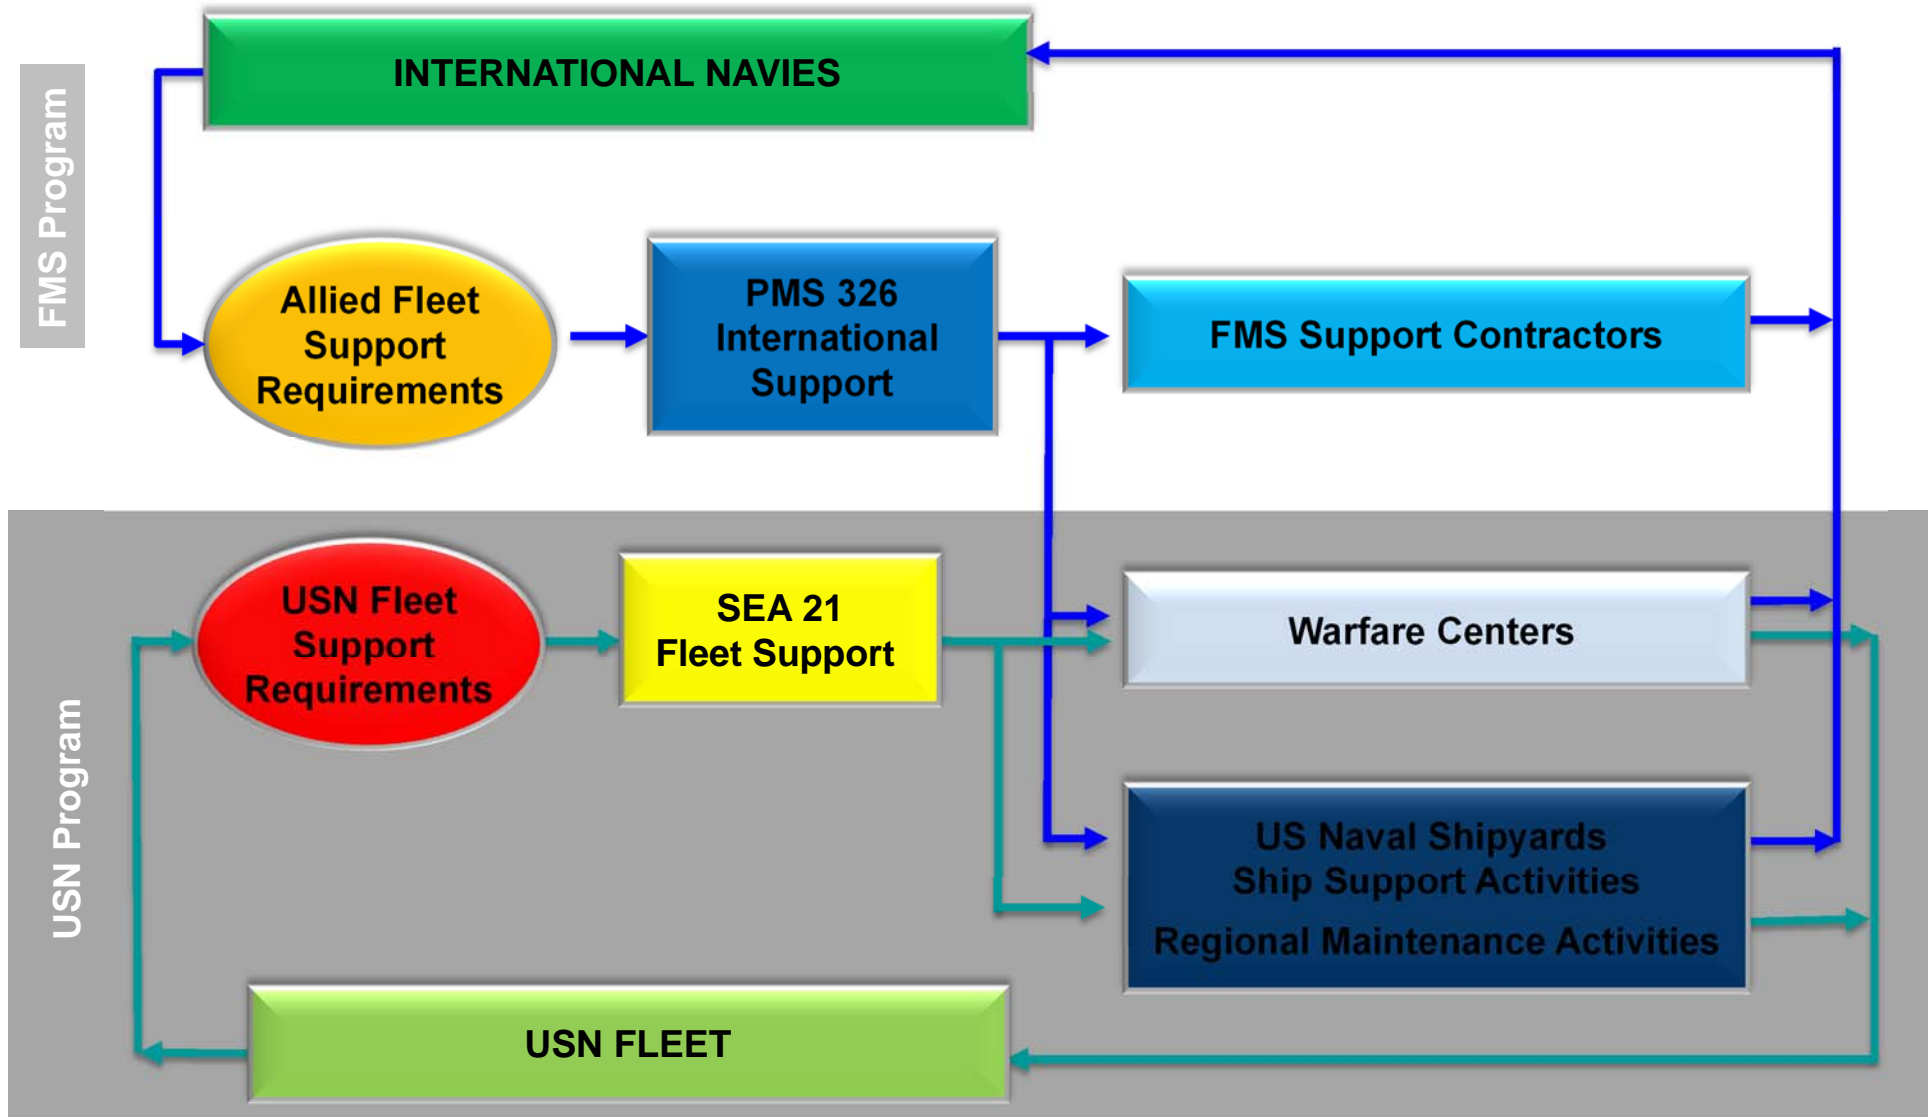 INTERNATIONAL NAVIES
FMS Program
Allied Fleet
Support
Requirements
PMS 326
International
Support
FMS Support Contractors
USN Program
USN Fleet
Support
Requirements
SEA 21
Fleet Support
Warfare Centers
US Naval Shipyards
Ship Support Activities
Regional Maintenance Activities
USN FLEET